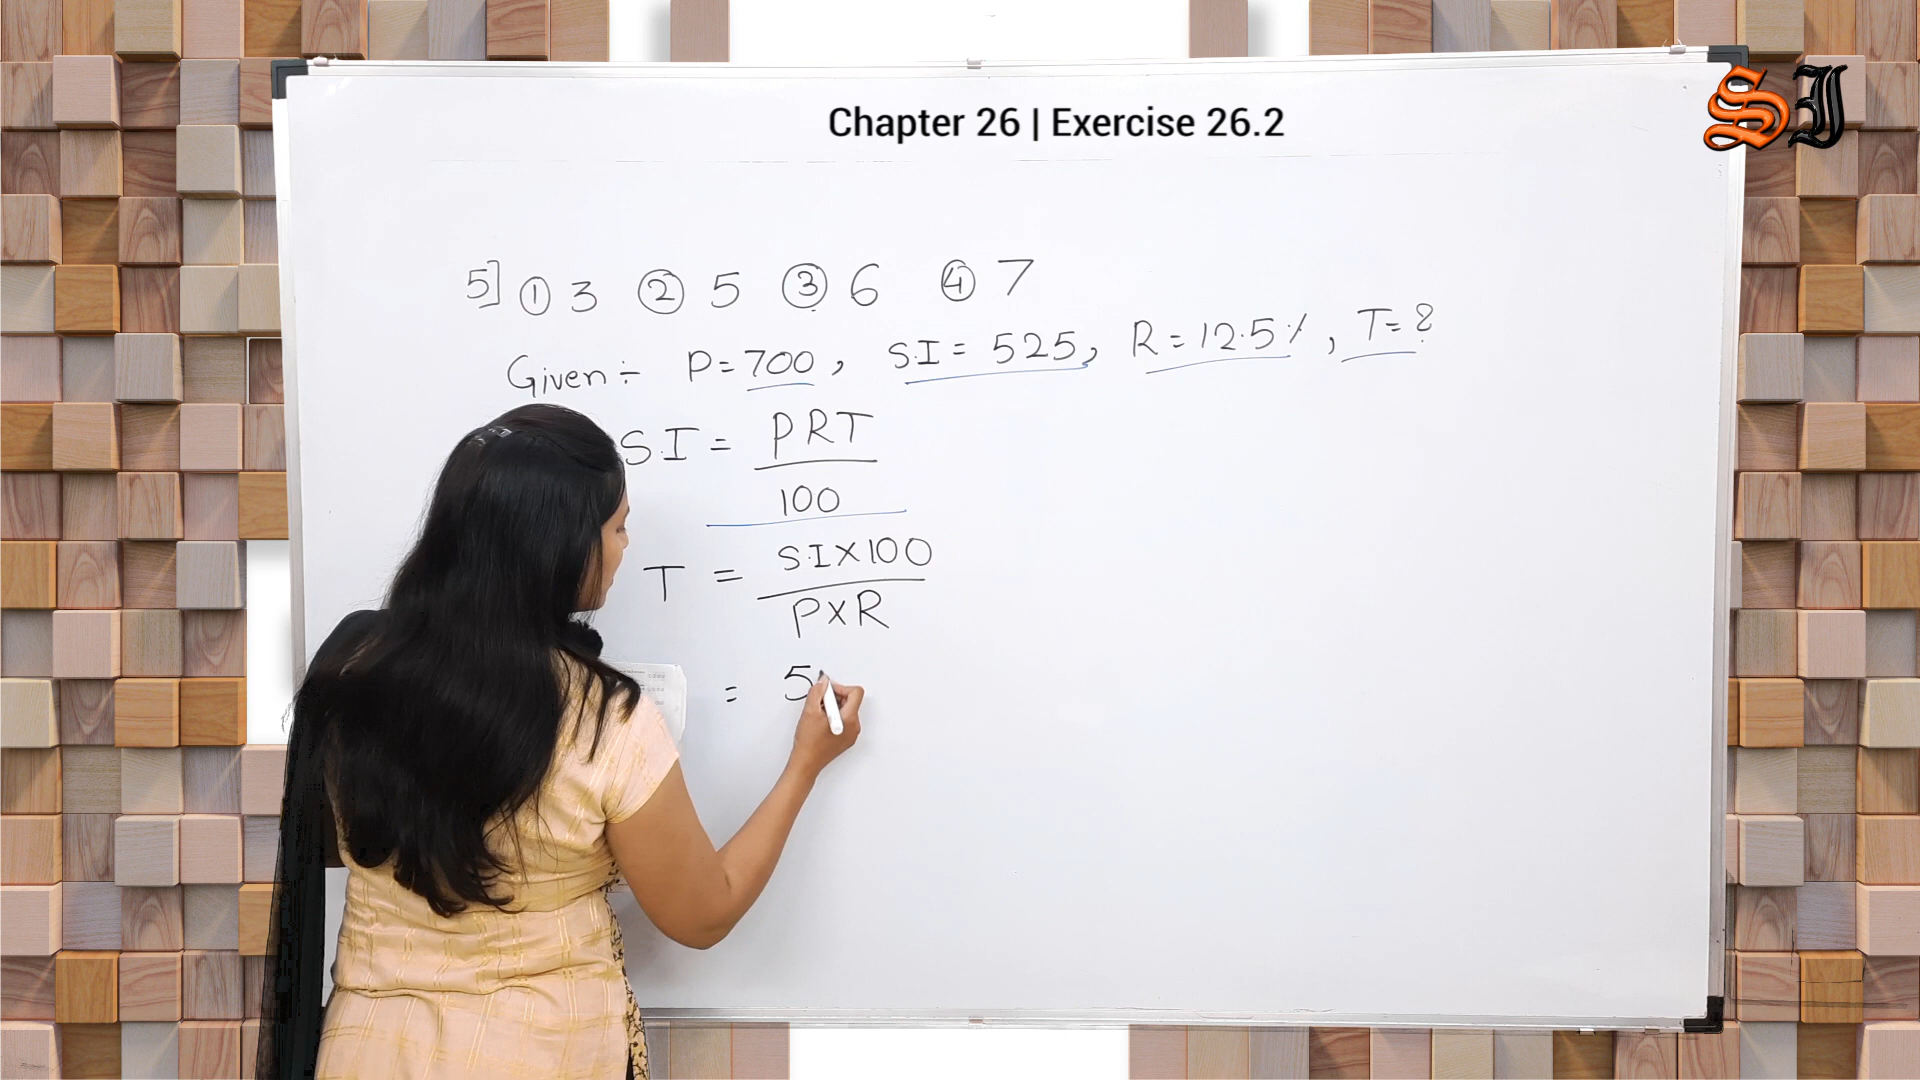 Chapter 26 | Exercise 26.2
SJ
5] ① 3 ② 5 ③ 6 ④ 7
Given ÷ P = 700 , S.I = 525, R = 12.5 % , T = ?
S.I = PRT
100
T = S.I X 100
P X R
= 5